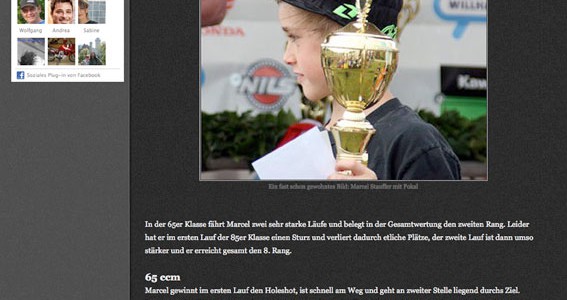 WILLH
HONDA
NILS
Kaw
Wolfgang Andrea Sabine
Soziales Plug-in von Facebook
Ein fast schon gewohntes Bild: Marcel Stauffer mit Pokal
In der 65er Klasse fährt Marcel zwei sehr starke Läufe und belegt in der Gesamtwertung den zweiten Rang. Leider
hat er im ersten Lauf der 85er Klasse einen Sturz und verliert dadurch etliche Plätze, der zweite Lauf ist dann umso
stärker und er erreicht gesamt den 8. Rang.
65 ccm
Marcel gewinnt im ersten Lauf den Holeshot, ist schnell am Weg und geht an zweiter Stelle liegend durchs Ziel.